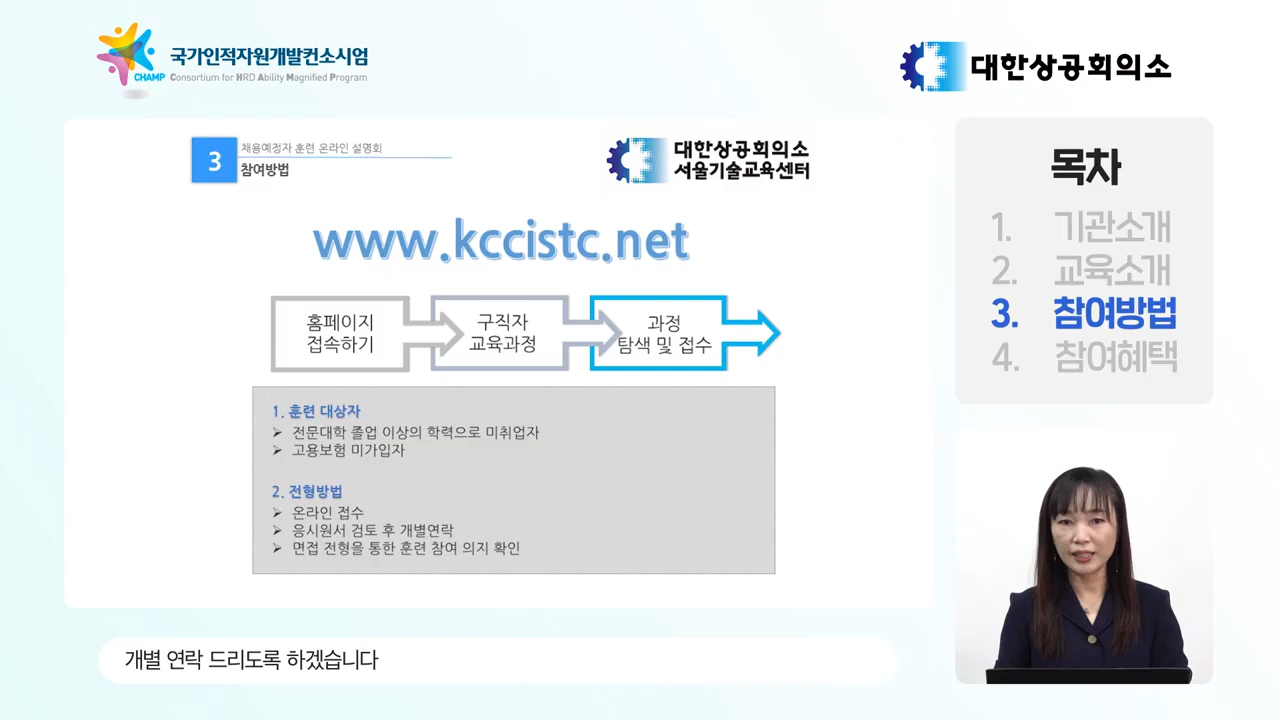 국가인적자원개발컨소시엄
CHAMP Consortium for HRD Ability Magnified Program
대한상공회의소
3
채용예정자 훈련 온라인 설명회
참여방법
대한상공회의소
서울기술교육센터
www.kccistc.net
홈페이지
접속하기
구직자
교육과정
과정
탐색 및 접수
1. 훈련 대상자
➢ 전문대학 졸업 이상의 학력으로 미취업자
➢ 고용보험 미가입자
2. 전형방법
➢ 온라인 접수
➢ 응시원서 검토 후 개별연락
➢ 면접 전형을 통한 훈련 참여 의지 확인
목차
1. 기관소개
2. 교육소개
3. 참여방법
4. 참여혜택
개별 연락 드리도록 하겠습니다